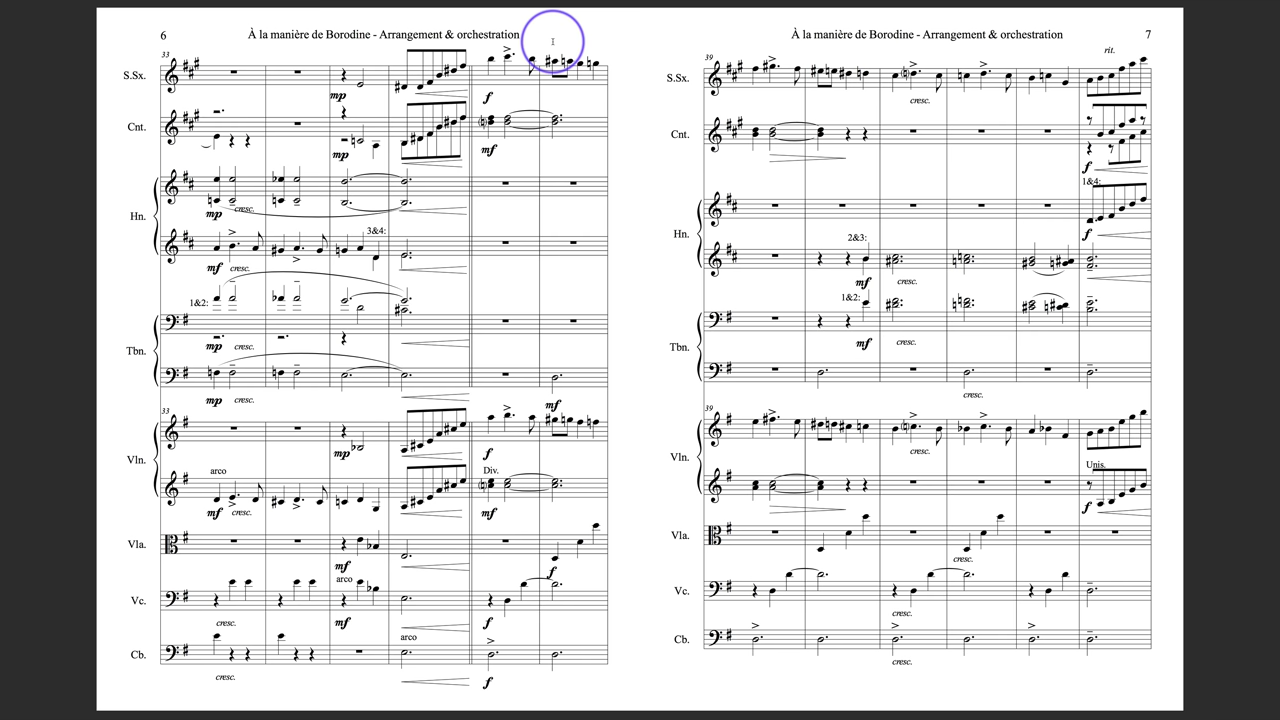 6
À la manière de Borodine - Arrangement & orchestration
33
S.Sx.
mp
f
Cnt.
mp
mf
Hn.
mp
cresc.
3&4:
mf
cresc.
1&2:
mp
cresc.
Tbn.
mp
cresc.
mf
33
Vln.
mp
f
arco
Div.
mf
cresc.
mf
Vla.
mf
f
arco
Vc.
cresc.
mf
f
arco
Cb.
cresc.
f
À la manière de Borodine - Arrangement & orchestration
7
rit.
39
S.Sx.
cresc.
Cnt.
f
1&4:
Hn.
f
2&3:
mf
cresc.
1&2:
Tbn.
mf
cresc.
cresc.
39
Vln.
cresc.
Unis.
f
Vla.
cresc.
Vc.
cresc.
Cb.
cresc.